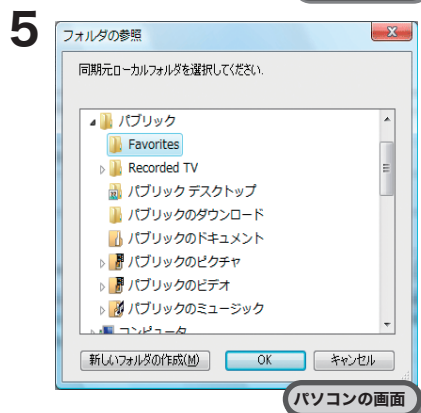 5
フォルダの参照
同期元ローカルフォルダを選択してください.
パブリック
Favorites
Recorded TV
パブリック デスクトップ
パブリックのダウンロード
パブリックのドキュメント
パブリックのピクチャ
パブリックのビデオ
パブリックのミュージック
コンピュータ
新しいフォルダの作成(M) OK キャンセル
パソコンの画面